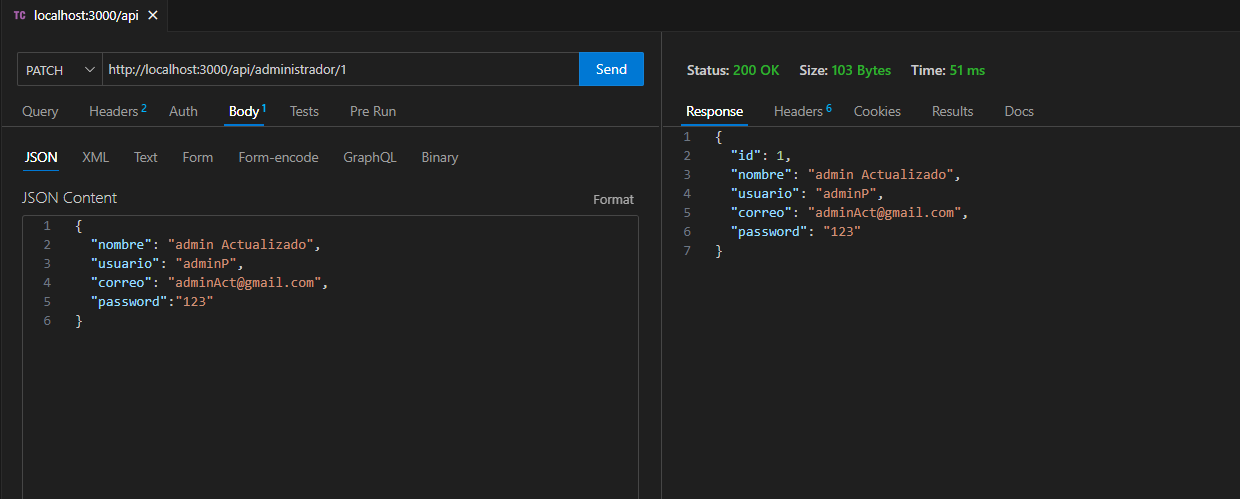 TC localhost:3000/api
PATCH http://localhost:3000/api/administrador/1 Send
Query Headers 2 Auth Body 1 Tests Pre Run
JSON XML Text Form Form-encode GraphQL Binary
JSON Content Format
1 {
2 "nombre": "admin Actualizado",
3 "usuario": "adminP",
4 "correo": "adminAct@gmail.com",
5 "password":"123"
6 }
Status: 200 OK Size: 103 Bytes Time: 51 ms
Response Headers 6 Cookies Results Docs
1 {
2 "id": 1,
3 "nombre": "admin Actualizado",
4 "usuario": "adminP",
5 "correo": "adminAct@gmail.com",
6 "password": "123"
7 }